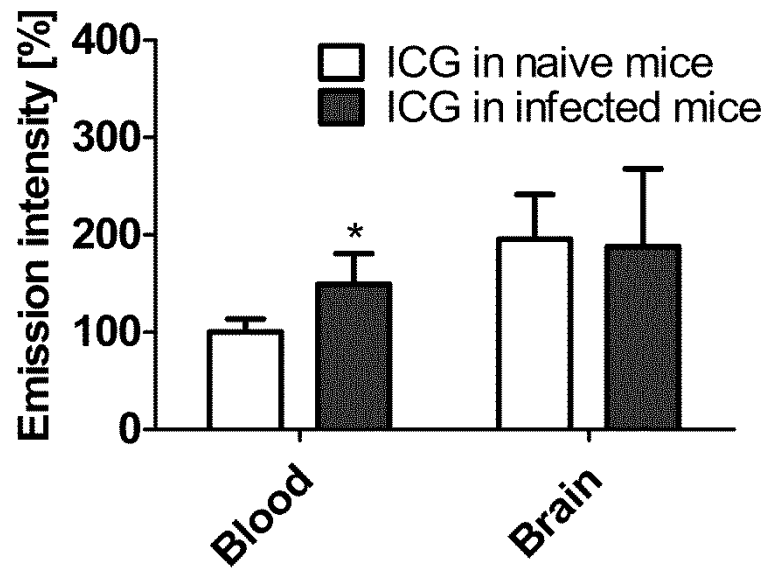 Emission intensity [%]
400
300
200
100
0
ICG in naive mice
ICG in infected mice
*
Blood
Brain